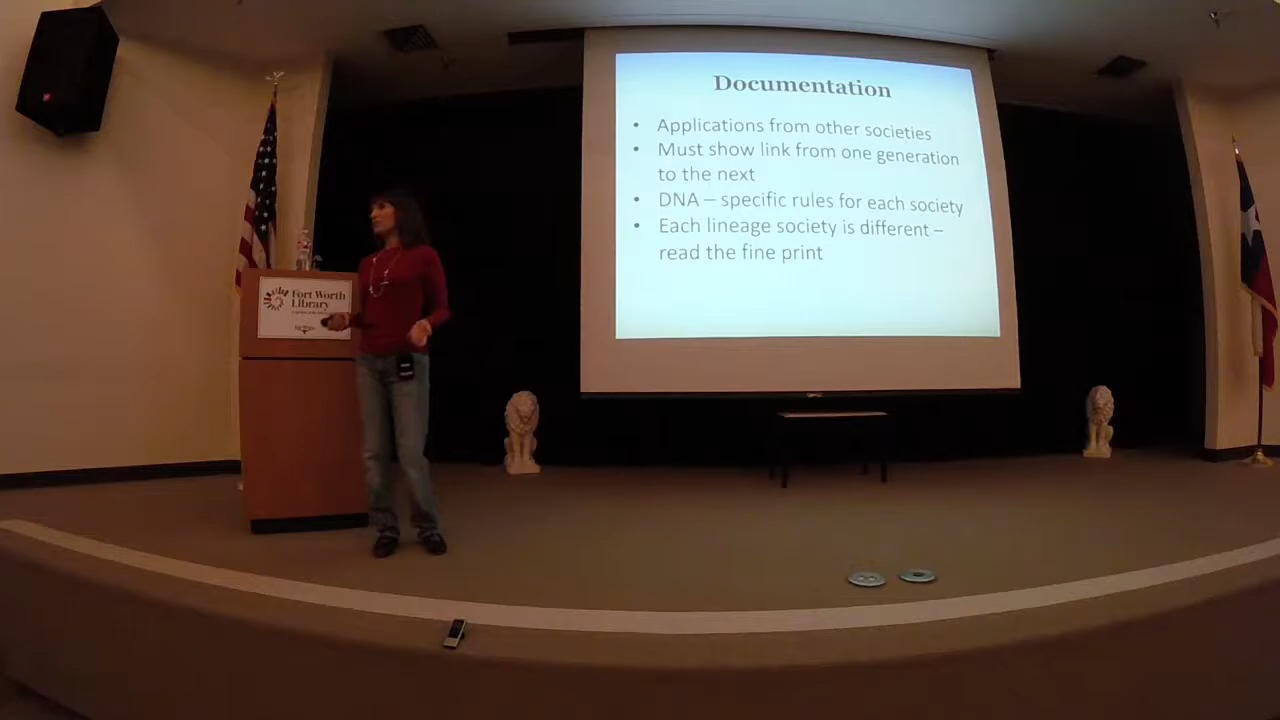 Documentation
• Applications from other societies
• Must show link from one generation
to the next
• DNA – specific rules for each society
• Each lineage society is different –
read the fine print
Fort Worth
Library